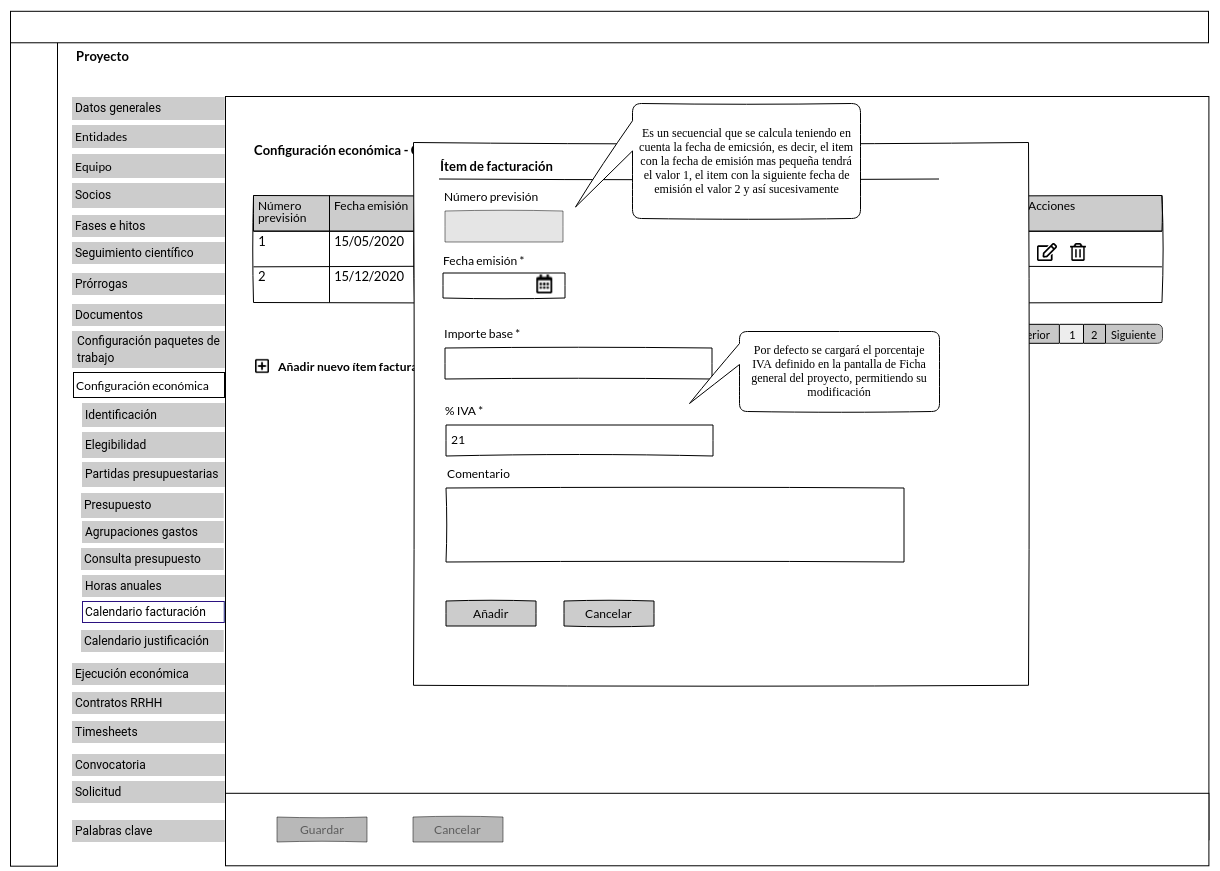 Proyecto
Datos generales
Entidades
Equipo
Socios
Fases e hitos
Seguimiento científico
Prórrogas
Documentos
Configuración paquetes de
trabajo
Configuración económica
Identificación
Elegibilidad
Partidas presupuestarias
Presupuesto
Agrupaciones gastos
Consulta presupuesto
Horas anuales
Calendario facturación
Calendario justificación
Ejecución económica
Contratos RRHH
Timesheets
Convocatoria
Solicitud
Palabras clave
Configuración económica -
Número
previsión
Fecha emisión
Acciones
1
15/05/2020
2
15/12/2020
erior
1
2
Siguiente
Añadir nuevo ítem factura
Ítem de facturación
Es un secuencial que se calcula teniendo en
cuenta la fecha de emicsión, es decir, el item
con la fecha de emisión mas pequeña tendrá
el valor 1, el item con la siguiente fecha de
emisión el valor 2 y así sucesivamente
Número previsión
Fecha emisión *
Importe base *
Por defecto se cargará el porcentaje
IVA definido en la pantalla de Ficha
general del proyecto, permitiendo su
modificación
% IVA *
21
Comentario
Añadir
Cancelar
Guardar
Cancelar